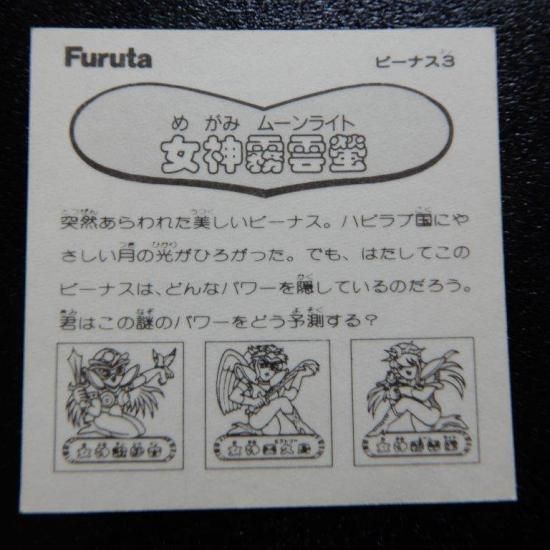 Furuta
ビーナス3
めがみ ムーンライト
女神霧雲螢
突然あらわれた美しいビーナス。ハピラブ国にや
さしい月の光がひろがった。でも、はたしてこの
ビーナスは、どんなパワーを隠しているのだろう。
君はこの謎のパワーをどう予測する？